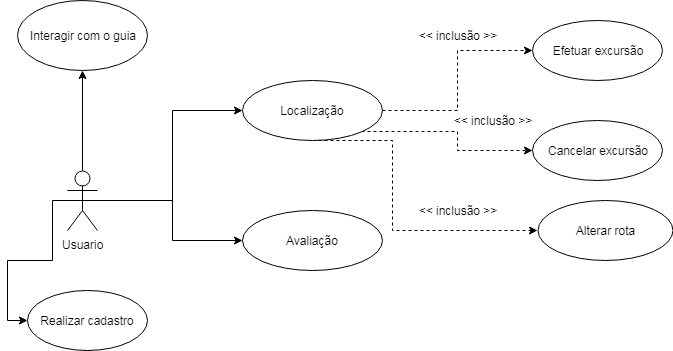 Interagir com o guia
<< inclusão >>
Efetuar excursão
Localização
<< inclusão >>
Cancelar excursão
<< inclusão >>
Alterar rota
Usuario
Avaliação
Realizar cadastro